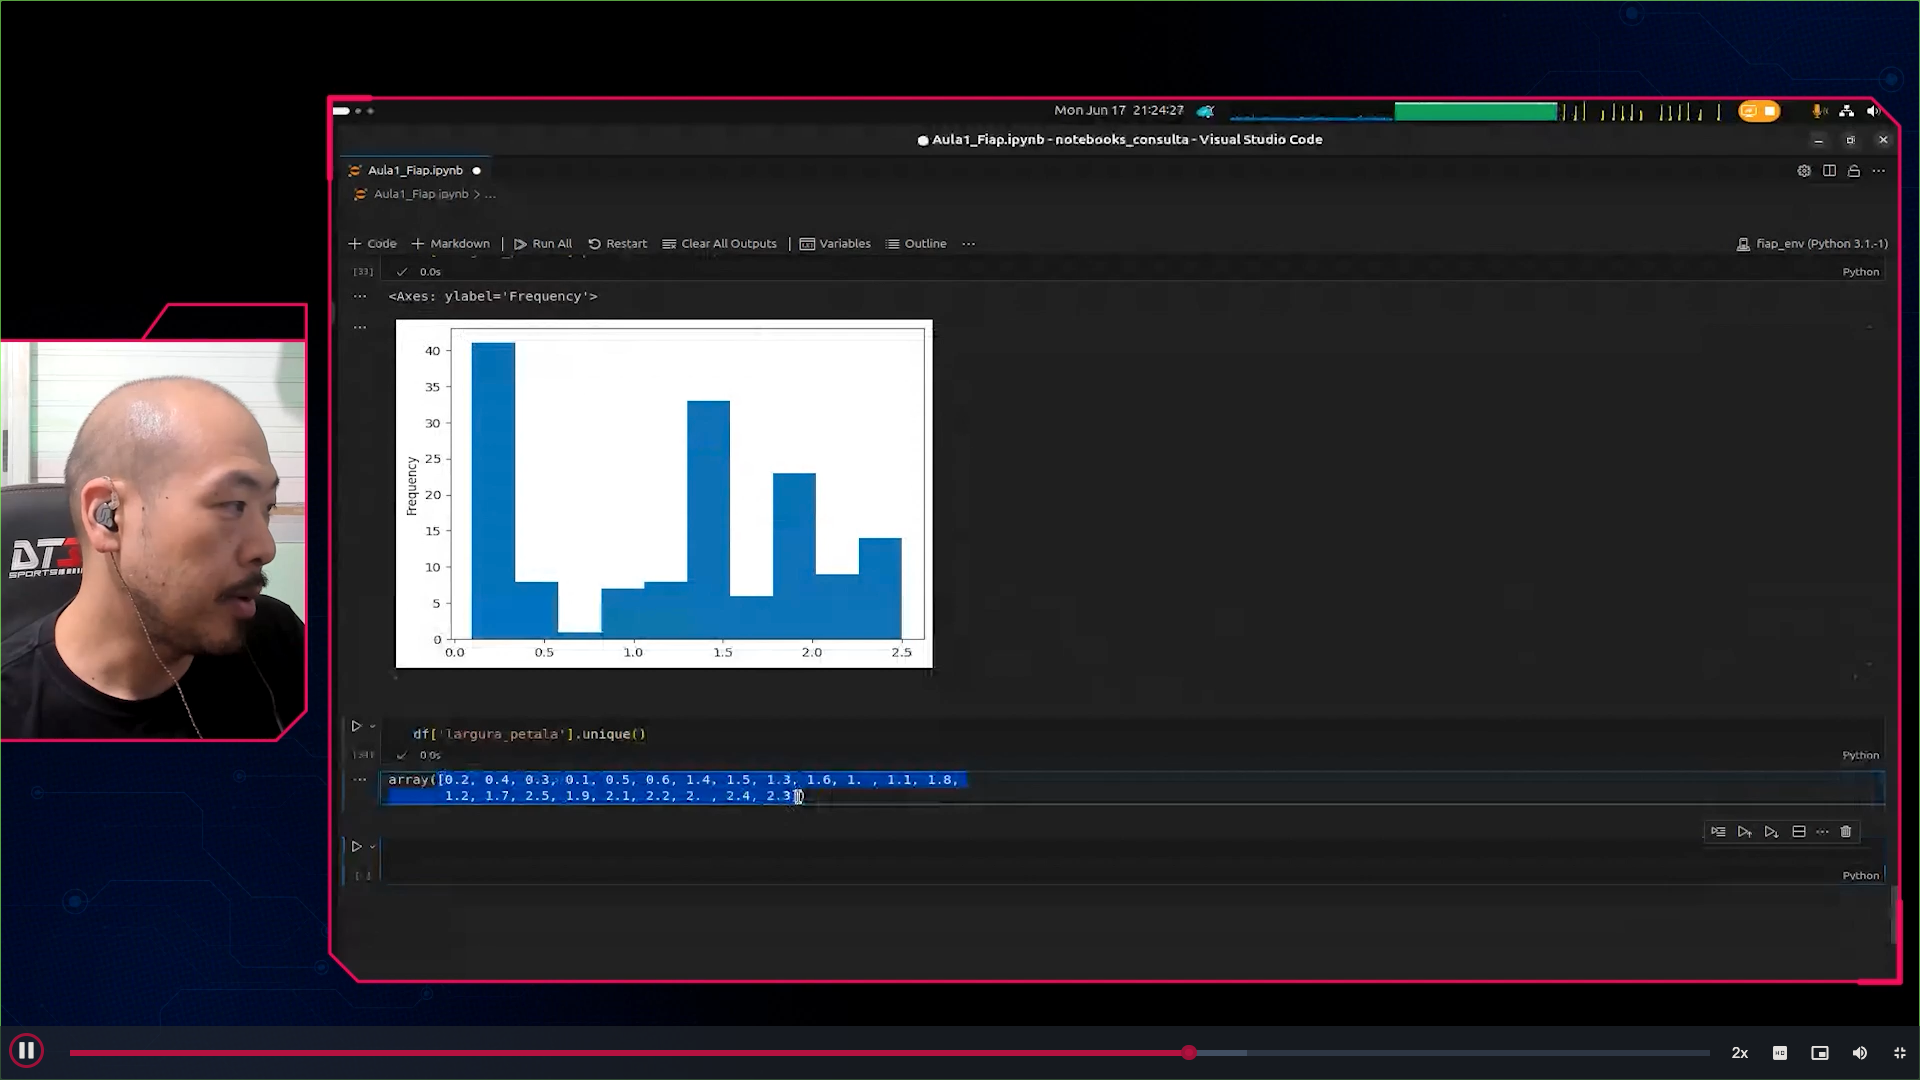 Mon Jun 17 21:24:27
Aula1_Fiap.ipynb - notebooks_consulta - Visual Studio Code
Aula1_Fiap.ipynb
Aula1_Fiap.ipynb > ...
+ Code + Markdown Run All Restart Clear All Outputs Variables Outline ...
fiap_env (Python 3.1.-1)
[33] 0.0s
Python
<Axes: ylabel='Frequency'>
40
35
30
25
20
15
10
5
0
Frequency
0.0 0.5 1.0 1.5 2.0 2.5
DT3
SPORTS
df['largura_petala'].unique()
0.0s
Python
array([0.2, 0.4, 0.3, 0.1, 0.5, 0.6, 1.4, 1.5, 1.3, 1.6, 1. , 1.1, 1.8,
1.2, 1.7, 2.5, 1.9, 2.1, 2.2, 2. , 2.4, 2.3])
[ ]
Python
2x
HD